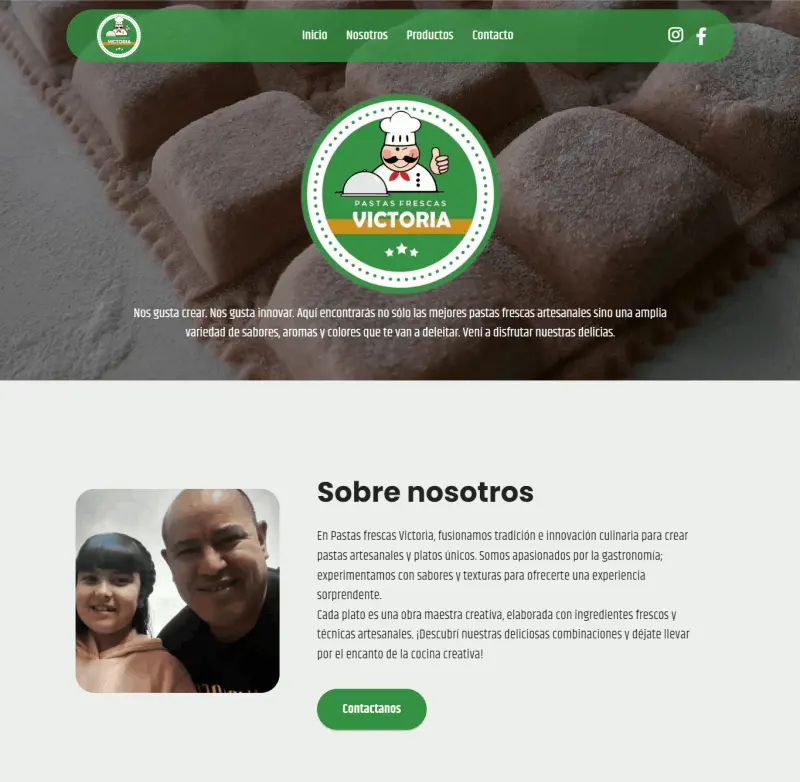 VICTORIA
Inicio Nosotros Productos Contacto
PASTAS FRESCAS
VICTORIA
Nos gusta crear. Nos gusta innovar. Aquí encontrarás no sólo las mejores pastas frescas artesanales sino una amplia
variedad de sabores, aromas y colores que te van a deleitar. Vení a disfrutar nuestras delicias.
Sobre nosotros
En Pastas frescas Victoria, fusionamos tradición e innovación culinaria para crear
pastas artesanales y platos únicos. Somos apasionados por la gastronomía;
experimentamos con sabores y texturas para ofrecerte una experiencia
sorprendente.
Cada plato es una obra maestra creativa, elaborada con ingredientes frescos y
técnicas artesanales. ¡Descubrí nuestras deliciosas combinaciones y déjate llevar
por el encanto de la cocina creativa!
Contactanos